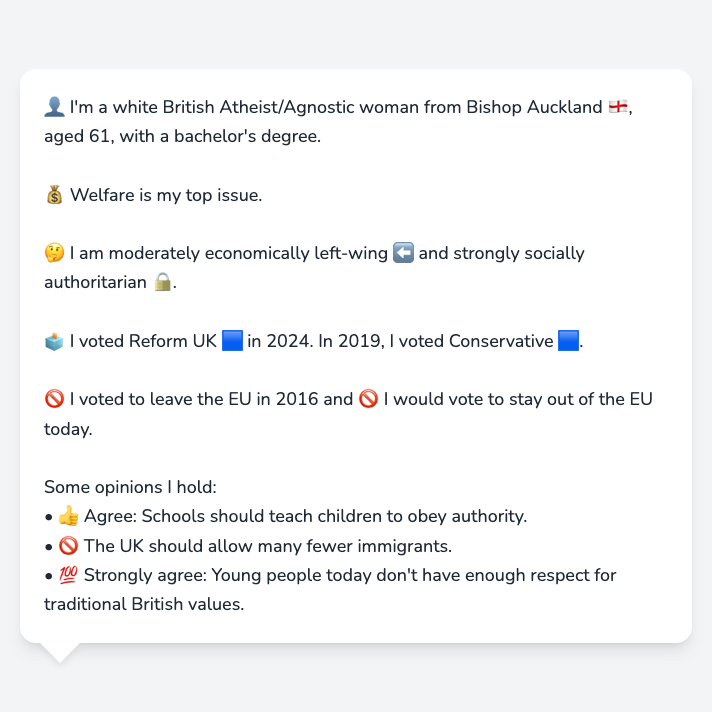 👤 I'm a white British Atheist/Agnostic woman from Bishop Auckland 🏴󠁧󠁢󠁥󠁮󠁧󠁿,
aged 61, with a bachelor's degree.
💰 Welfare is my top issue.
🤔 I am moderately economically left-wing ⬅️ and strongly socially
authoritarian 🔒.
🗳️ I voted Reform UK 🟦 in 2024. In 2019, I voted Conservative 🟦.
🚫 I voted to leave the EU in 2016 and 🚫 I would vote to stay out of the EU
today.
Some opinions I hold:
• 👍 Agree: Schools should teach children to obey authority.
• 🚫 The UK should allow many fewer immigrants.
• 💯 Strongly agree: Young people today don't have enough respect for
traditional British values.